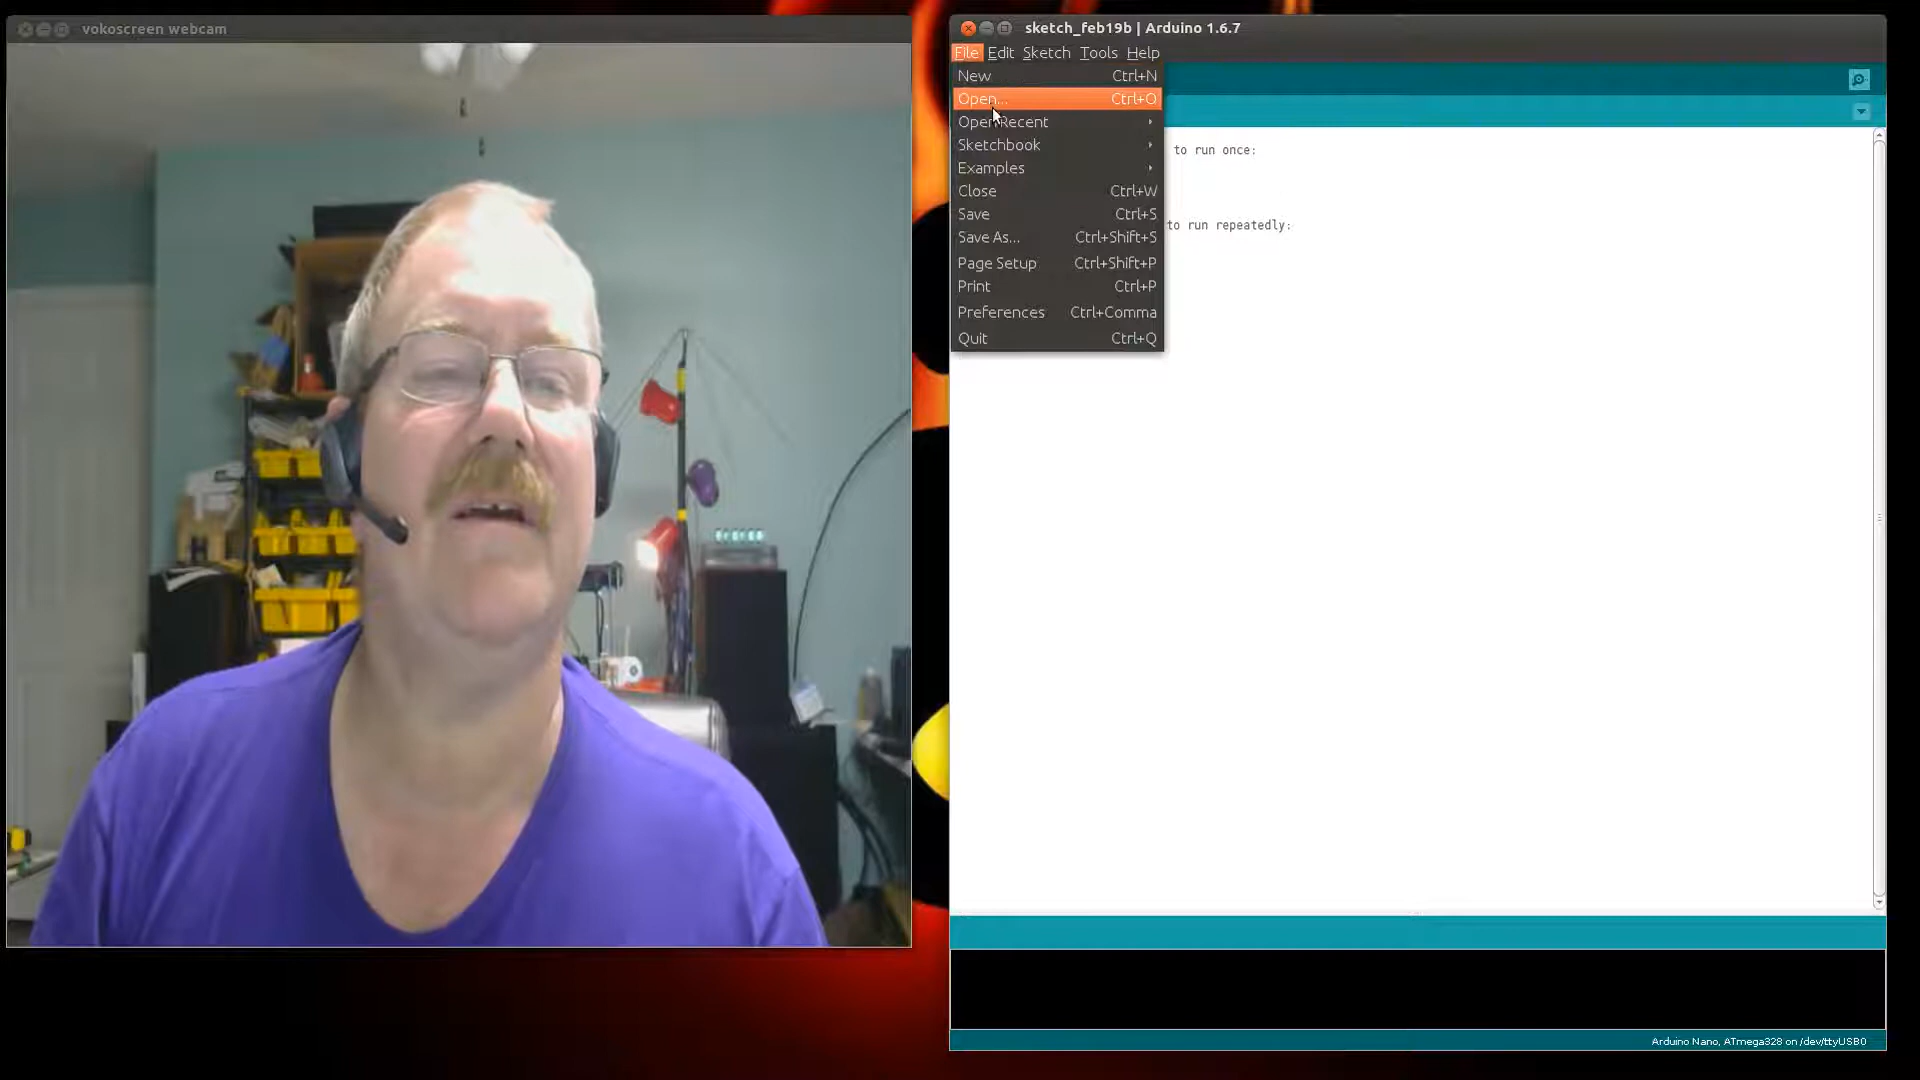 vokoscreen webcam
sketch_feb19b | Arduino 1.6.7
File Edit Sketch Tools Help
New Ctrl+N
Open... Ctrl+O
Open Recent
Sketchbook
Examples
Close Ctrl+W
Save Ctrl+S
Save As... Ctrl+Shift+S
Page Setup Ctrl+Shift+P
Print Ctrl+P
Preferences Ctrl+Comma
Quit Ctrl+Q
to run once:
to run repeatedly:
Arduino Nano, ATmega328 on /dev/ttyUSB0